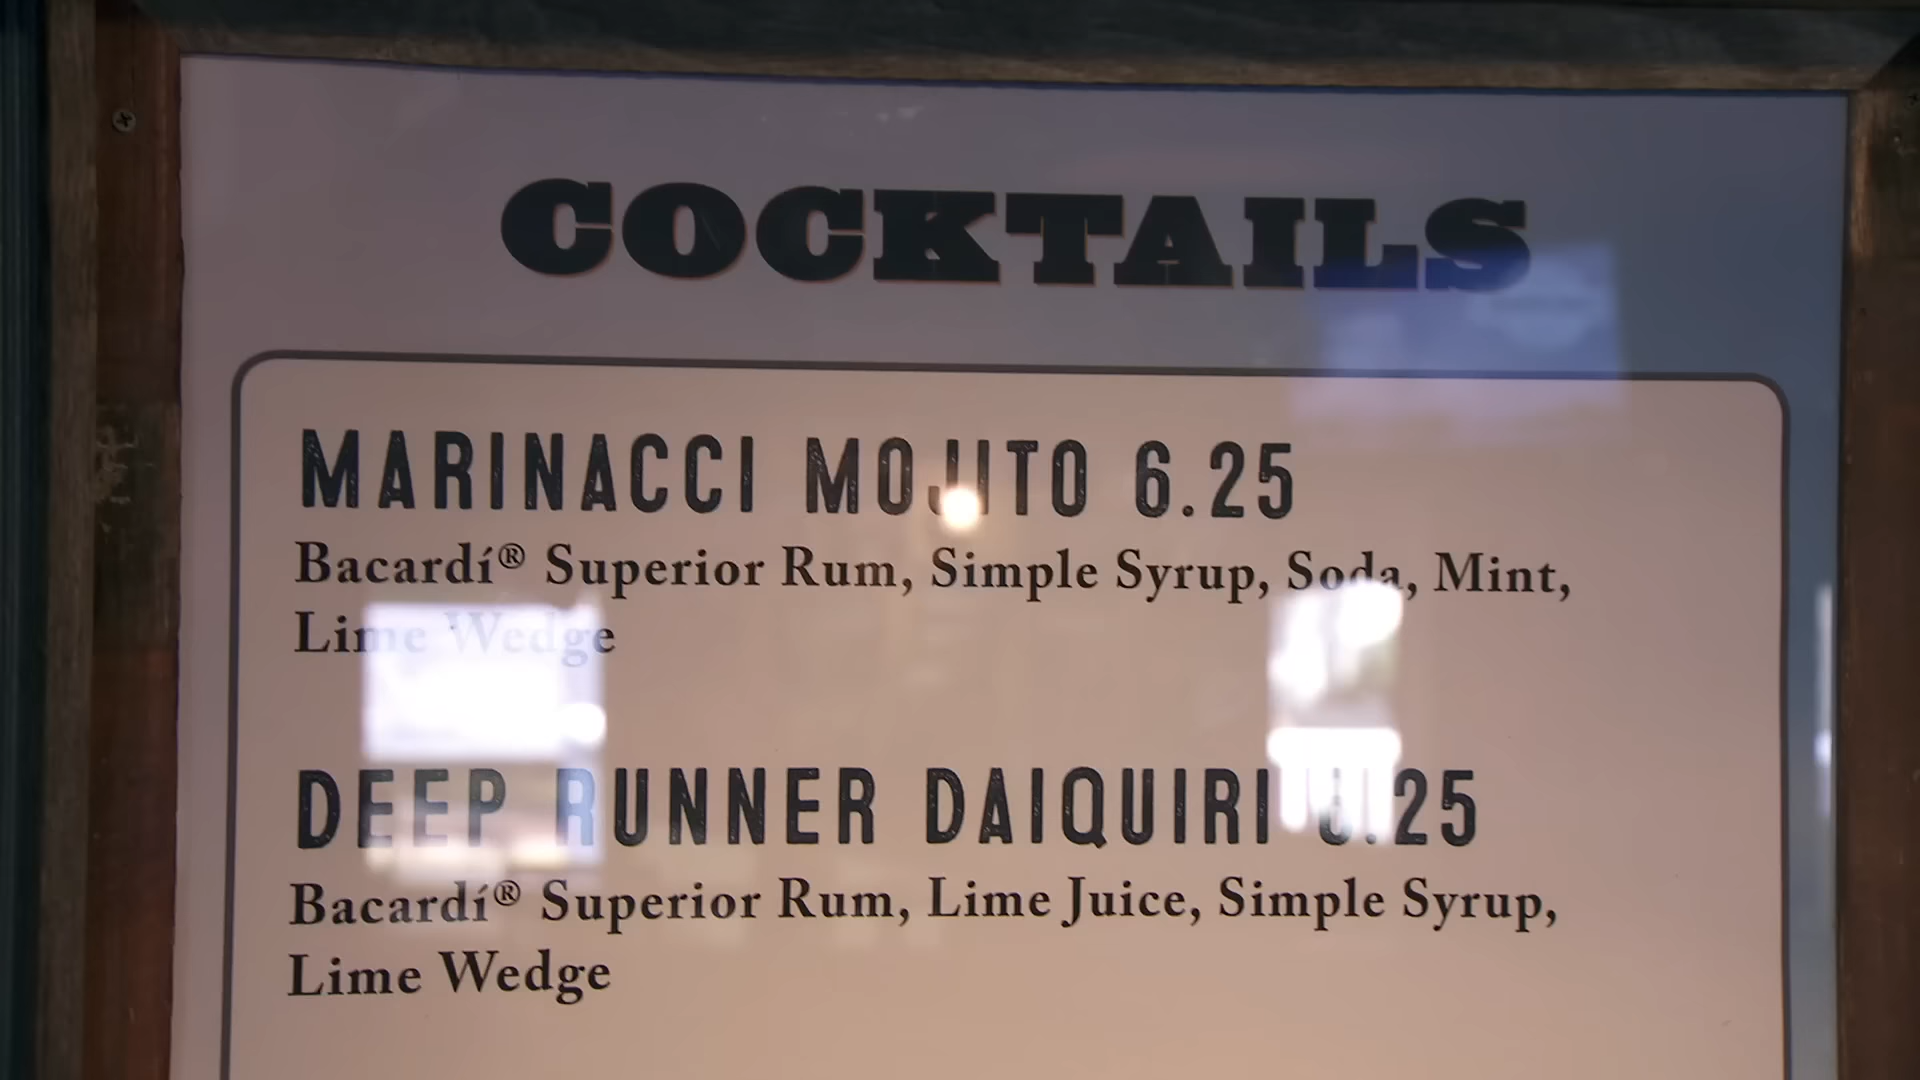 COCKTAILS
MARINACCI MOJITO 6.25
Bacardí® Superior Rum, Simple Syrup, Soda, Mint,
Lime Wedge
DEEP RUNNER DAIQUIRI
Bacardí® Superior Rum, Lime Juice, Simple Syrup,
Lime Wedge